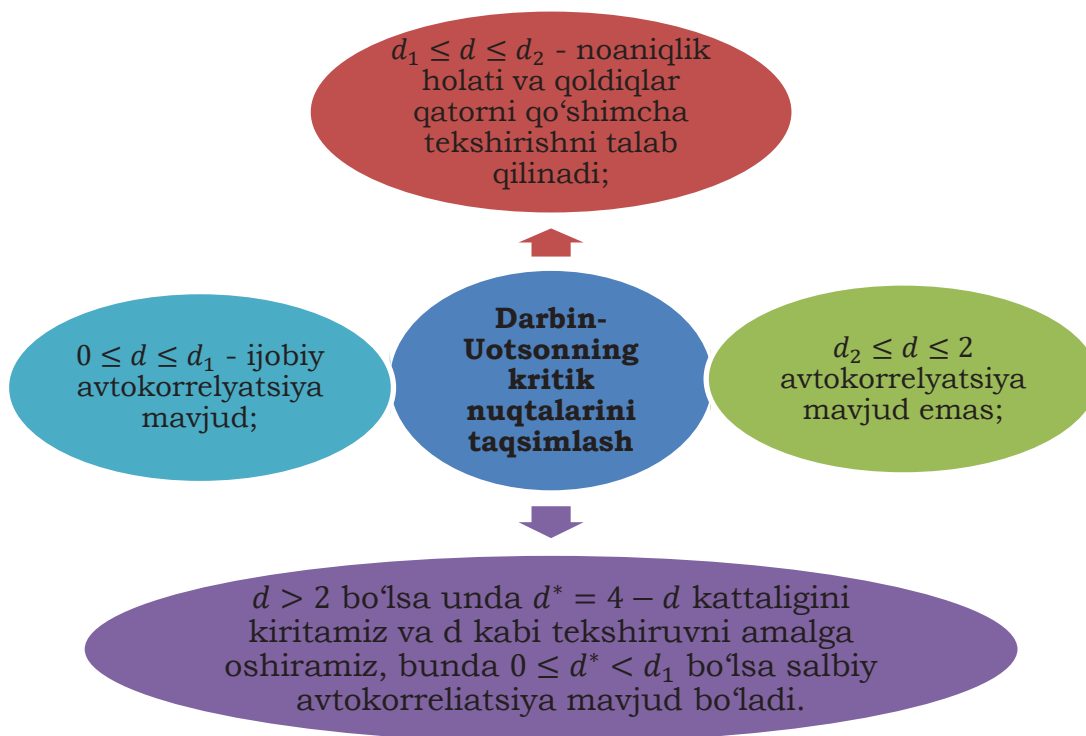 𝑑₁ ≤ 𝑑 ≤ 𝑑₂ - noaniqlik
holati va qoldiqlar
qatorni qo‘shimcha
tekshirishni talab
qilinadi;
0 ≤ 𝑑 ≤ 𝑑₁ - ijobiy
avtokorrelyatsiya
mavjud;
Darbin-
Uotsonning
kritik
nuqtalarini
taqsimlash
𝑑₂ ≤ 𝑑 ≤ 2
avtokorrelyatsiya
mavjud emas;
𝑑 > 2 bo‘lsa unda 𝑑* = 4 − 𝑑 kattaligini
kiritamiz va d kabi tekshiruvni amalga
oshiramiz, bunda 0 ≤ 𝑑* < 𝑑₁ bo‘lsa salbiy
avtokorreliatsiya mavjud bo‘ladi.